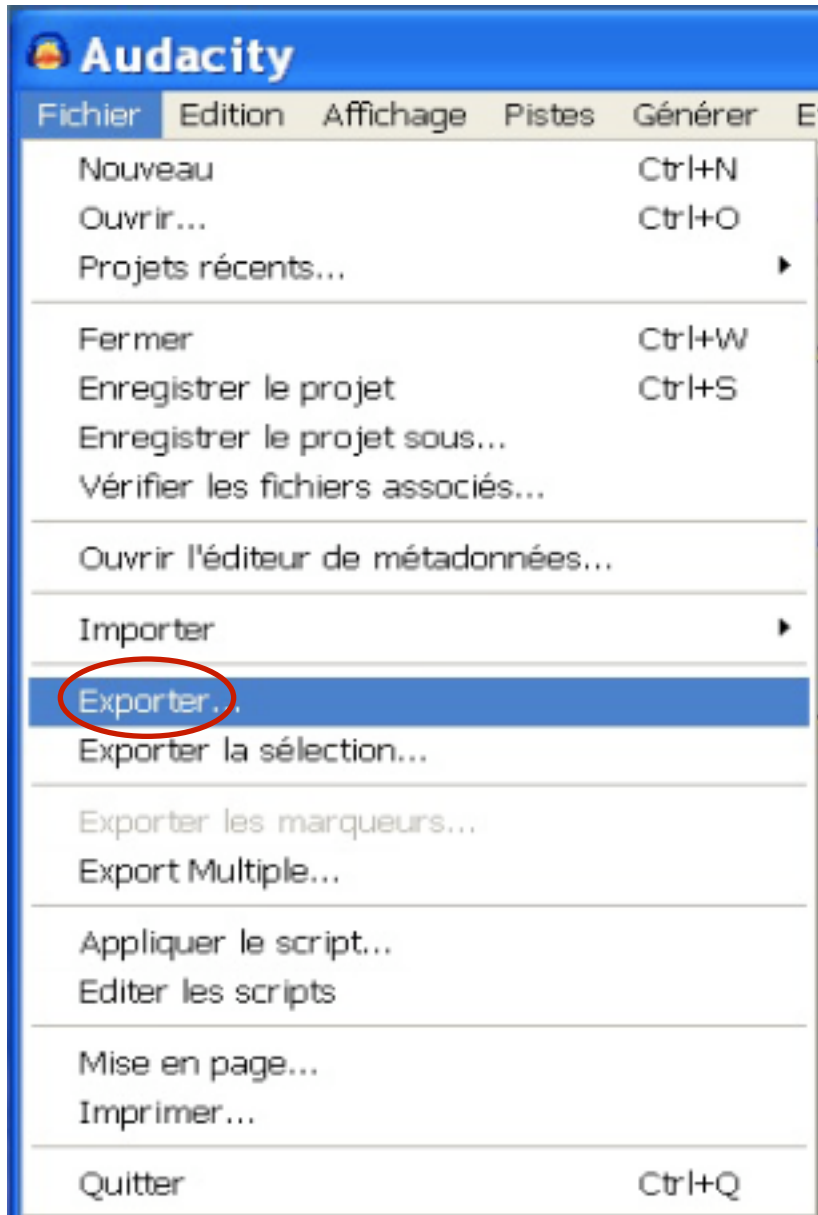 Audacity
Fichier Edition Affichage Pistes Générer E
Nouveau Ctrl+N
Ouvrir... Ctrl+O
Projets récents...
Fermer Ctrl+W
Enregistrer le projet Ctrl+S
Enregistrer le projet sous...
Vérifier les fichiers associés...
Ouvrir l'éditeur de métadonnées...
Importer
Exporter...
Exporter la sélection...
Exporter les marqueurs...
Export Multiple...
Appliquer le script...
Editer les scripts
Mise en page...
Imprimer...
Quitter Ctrl+Q